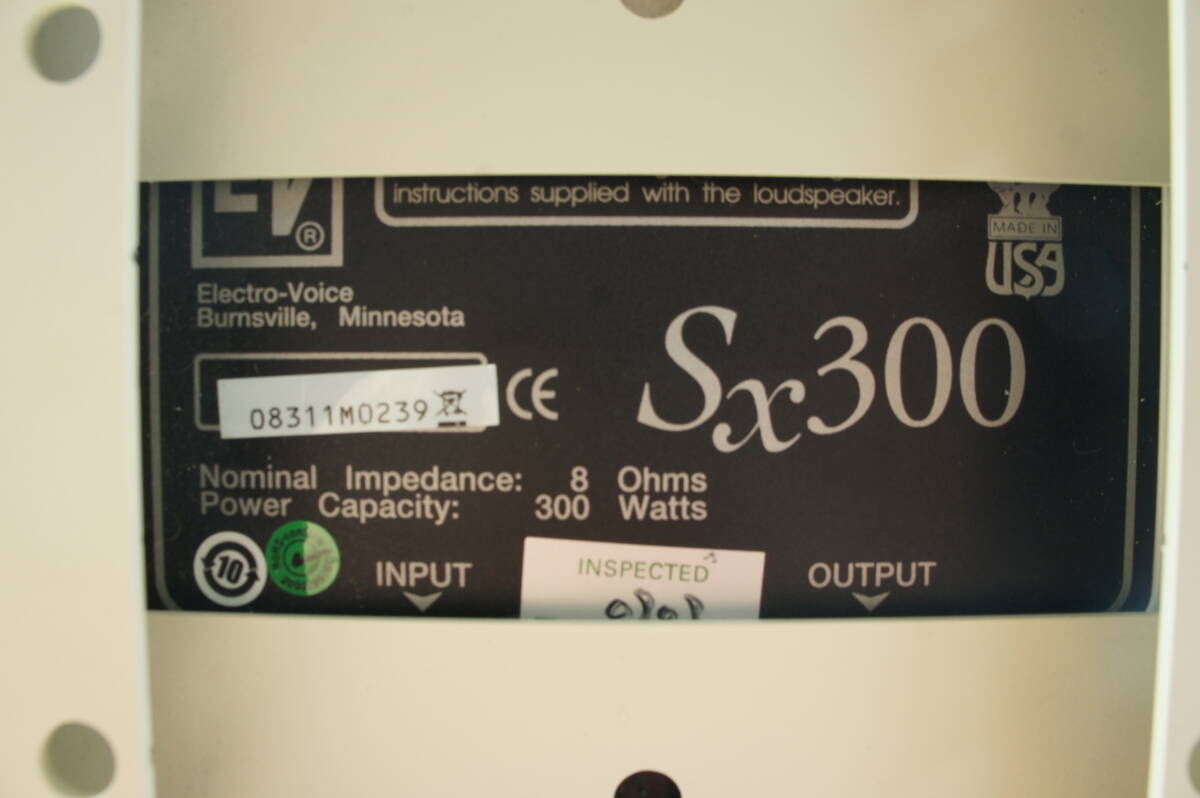 EV
®
instructions supplied with the loudspeaker.
MADE IN
USA
Electro-Voice
Burnsville, Minnesota
08311M0239
CE
Sx300
Nominal Impedance: 8 Ohms
Power Capacity: 300 Watts
10
INPUT
INSPECTED
OUTPUT